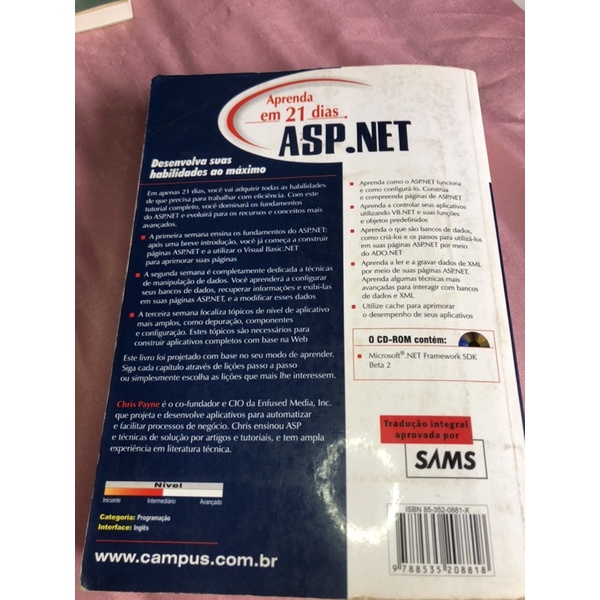 Aprenda
em 21 dias
ASP.NET
Desenvolva suas
habilidades ao máximo
Em apenas 21 dias, você vai adquirir todas as habilidades
de que precisa para trabalhar com eficiência. Com este
tutorial completo, você dominará os fundamentos
do ASP.NET e evoluirá para os recursos e conceitos mais
avançados.
A primeira semana ensina os fundamentos do ASP.NET:
após uma breve introdução, você já começa a construir
páginas ASP.NET e a utilizar o Visual Basic.NET
para aprimorar suas páginas
A segunda semana é completamente dedicada a técnicas
de manipulação de dados. Você aprenderá a configurar
seus bancos de dados, recuperar informações e exibi-las
em suas páginas ASP.NET, e a modificar esses dados
A terceira semana focaliza tópicos de nível de aplicativo
mais amplos, como depuração, componentes
e configuração. Estes tópicos são necessários para
construir aplicativos completos com base na Web
Este livro foi projetado com base no seu modo de aprender.
Siga cada capítulo através de lições passo a passo
ou simplesmente escolha as lições que mais lhe interessem.
Chris Payne é o co-fundador e CIO da Enfused Media, Inc.
que projeta e desenvolve aplicativos para automatizar
e facilitar processos de negócio. Chris ensinou ASP
e técnicas de solução por artigos e tutoriais, e tem ampla
experiência em literatura técnica.
Nível
Iniciante Intermediário Avançado
Categoria: Programação
Interface: Inglês
www.campus.com.br
Aprenda como o ASP.NET funciona
e como configurá-lo. Construa
e compreenda páginas de ASP.NET
Aprenda a controlar seus aplicativos
utilizando VB.NET e suas funções
e objetos predefinidos
Aprenda o que são bancos de dados,
como criá-los e os passos para utilizá-los
em suas páginas ASP.NET por meio
do ADO.NET
Aprenda a ler e a gravar dados de XML
por meio de suas páginas ASP.NET.
Aprenda algumas técnicas mais
avançadas para interagir com bancos
de dados e XML
Utilize cache para aprimorar
o desempenho de seus aplicativos
O CD-ROM contém:
Microsoft® .NET Framework SDK
Beta 2
Tradução integral
aprovada por
SAMS
ISBN 85-352-0881-X
9 788535 208818